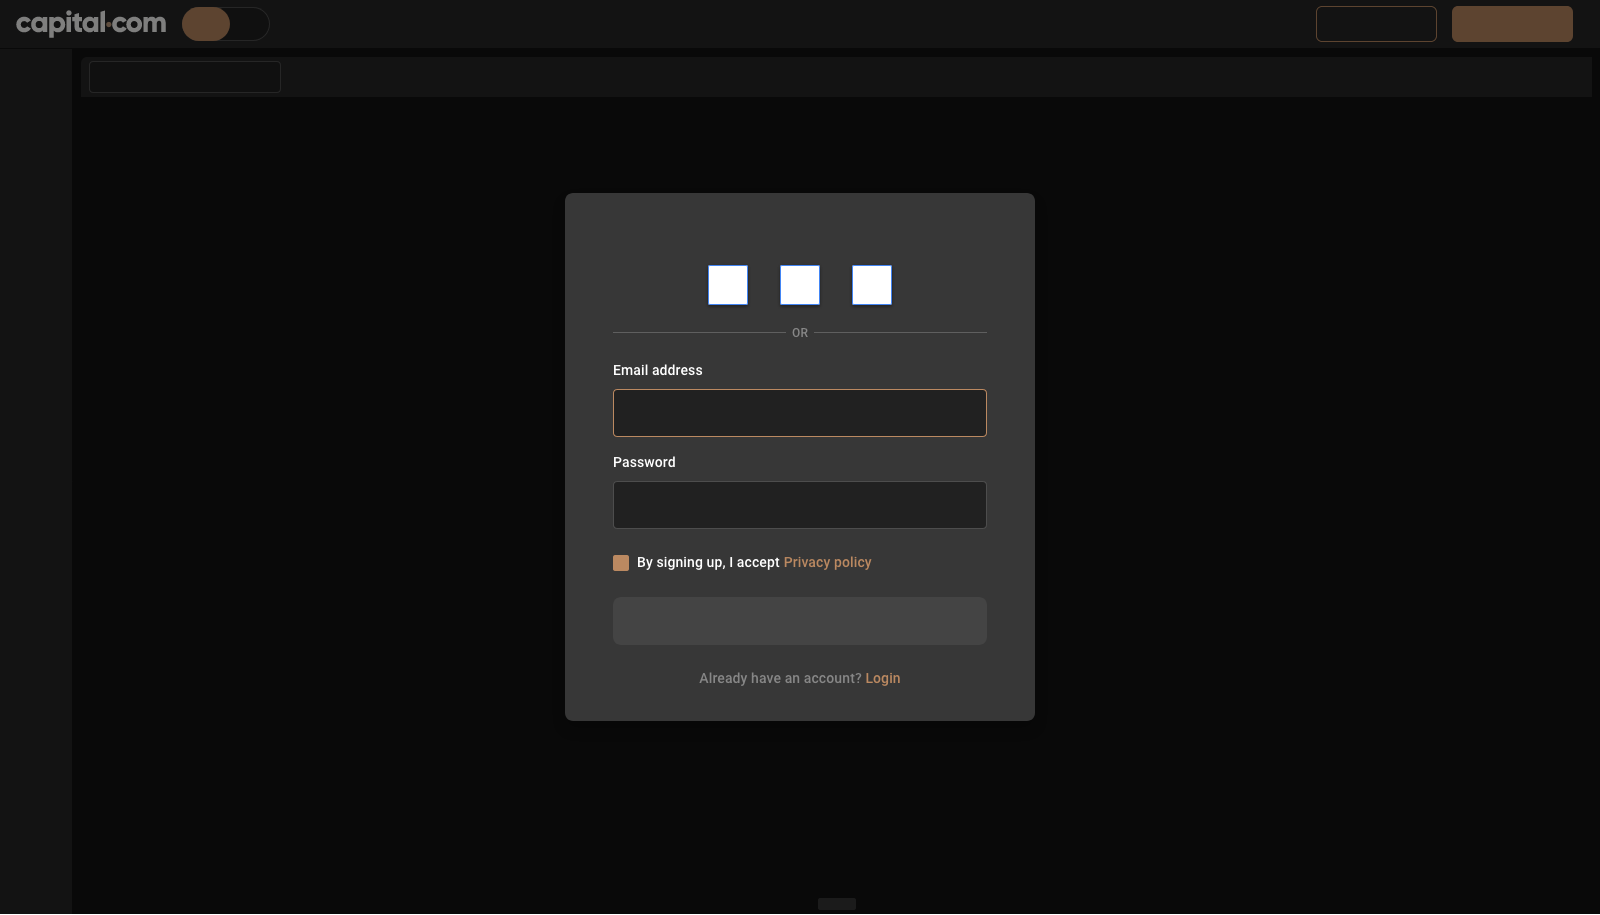 capital.com
OR
Email address
Password
By signing up, I accept Privacy policy
Already have an account? Login